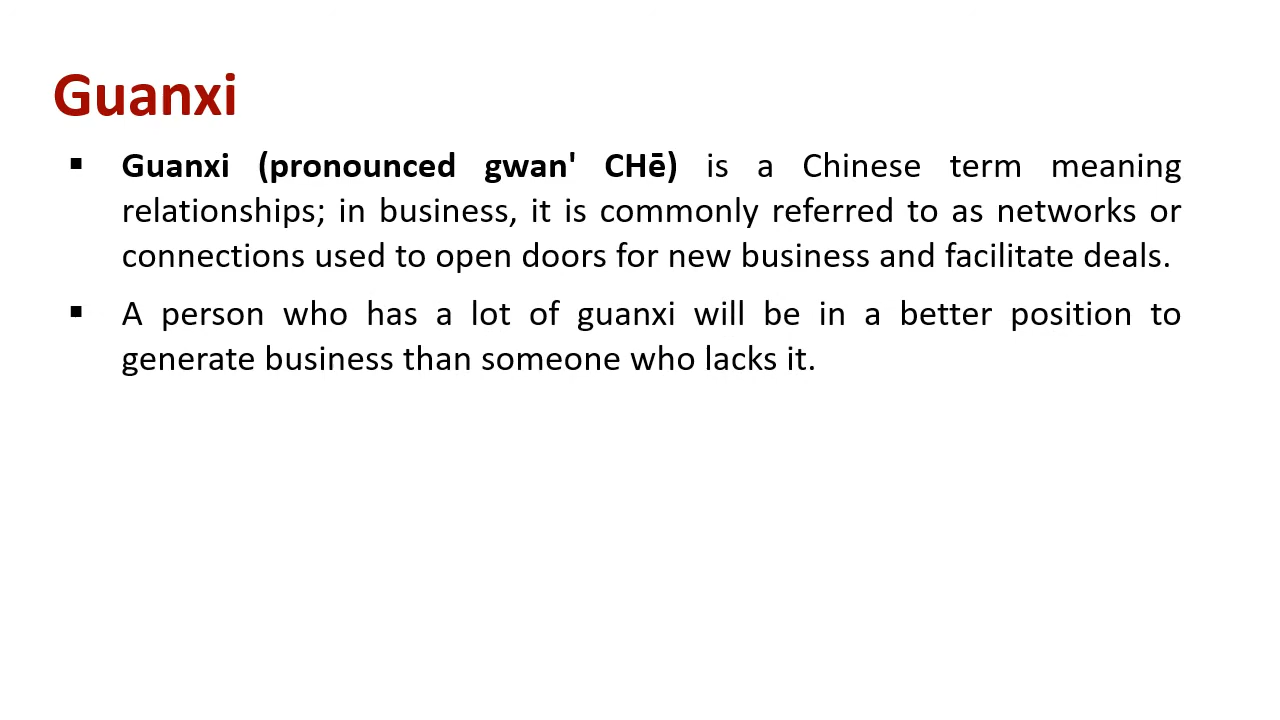 Guanxi
▪ Guanxi (pronounced gwan' CHē) is a Chinese term meaning
relationships; in business, it is commonly referred to as networks or
connections used to open doors for new business and facilitate deals.
▪ A person who has a lot of guanxi will be in a better position to
generate business than someone who lacks it.